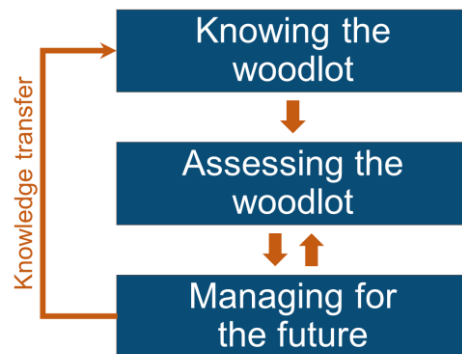 Knowing the
woodlot
Knowledge transfer
Assessing the
woodlot
Managing for
the future